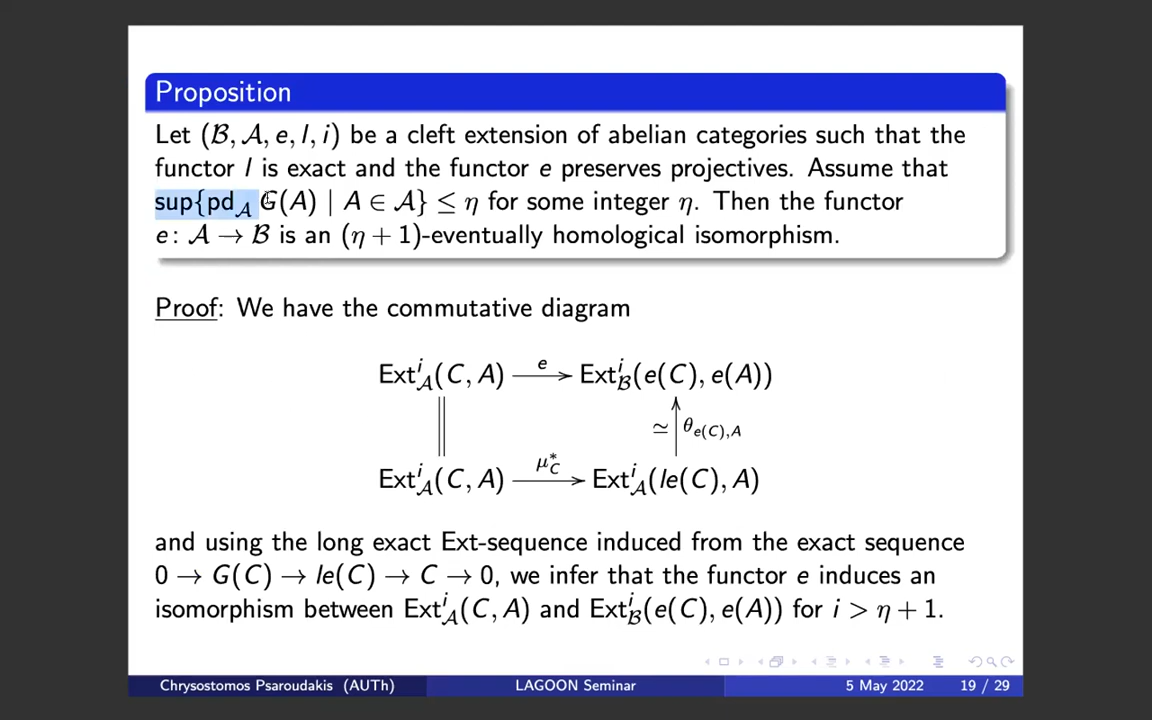 Proposition
Let (ℬ, 𝒜, e, l, i) be a cleft extension of abelian categories such that the
functor l is exact and the functor e preserves projectives. Assume that
sup{pd_𝒜 G(A) | A ∈ 𝒜} ≤ η for some integer η. Then the functor
e: 𝒜 → ℬ is an (η + 1)-eventually homological isomorphism.
Proof: We have the commutative diagram
Ext^i_𝒜(C, A) →^e Ext^i_ℬ(e(C), e(A))
≃ θ_{e(C),A}
Ext^i_𝒜(C, A) →^{μ*_C} Ext^i_𝒜(le(C), A)
and using the long exact Ext-sequence induced from the exact sequence
0 → G(C) → le(C) → C → 0, we infer that the functor e induces an
isomorphism between Ext^i_𝒜(C, A) and Ext^i_ℬ(e(C), e(A)) for i > η + 1.
Chrysostomos Psaroudakis (AUTh) LAGOON Seminar 5 May 2022 19 / 29